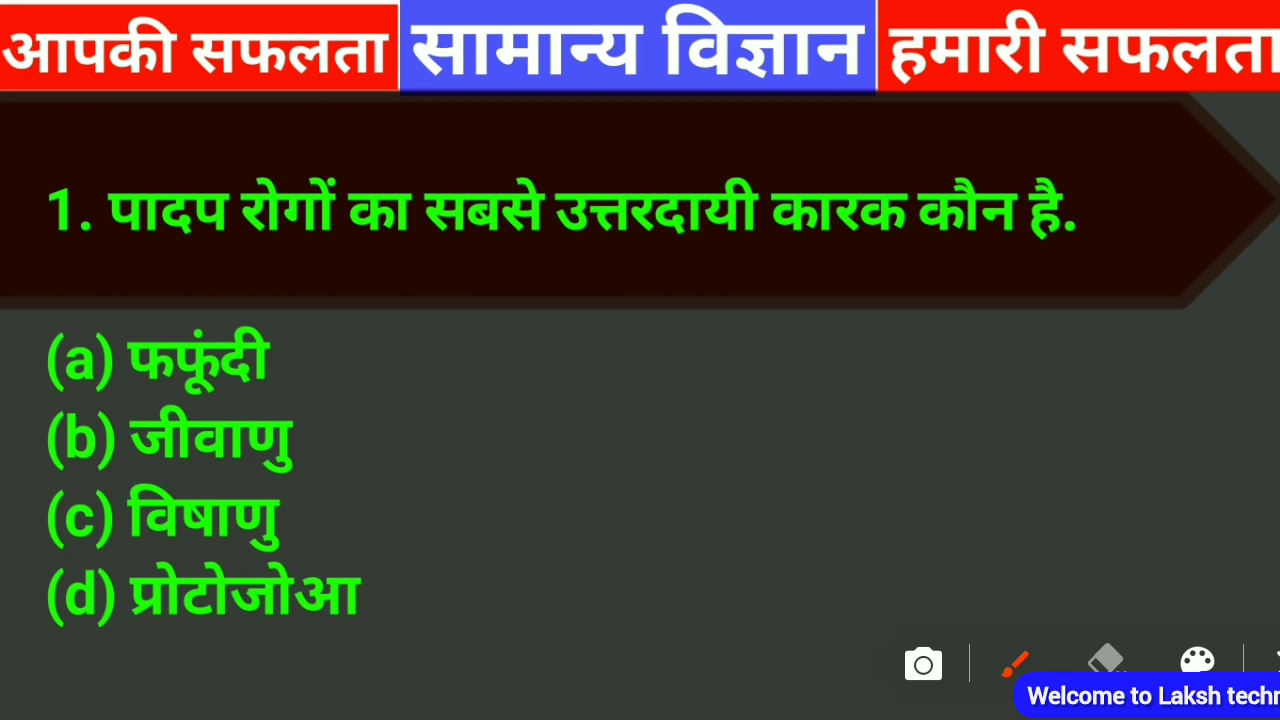 आपकी सफलता सामान्य विज्ञान हमारी सफलता
1. पादप रोगों का सबसे उत्तरदायी कारक कौन है.
(a) फफूंदी
(b) जीवाणु
(c) विषाणु
(d) प्रोटोजोआ
Welcome to Laksh